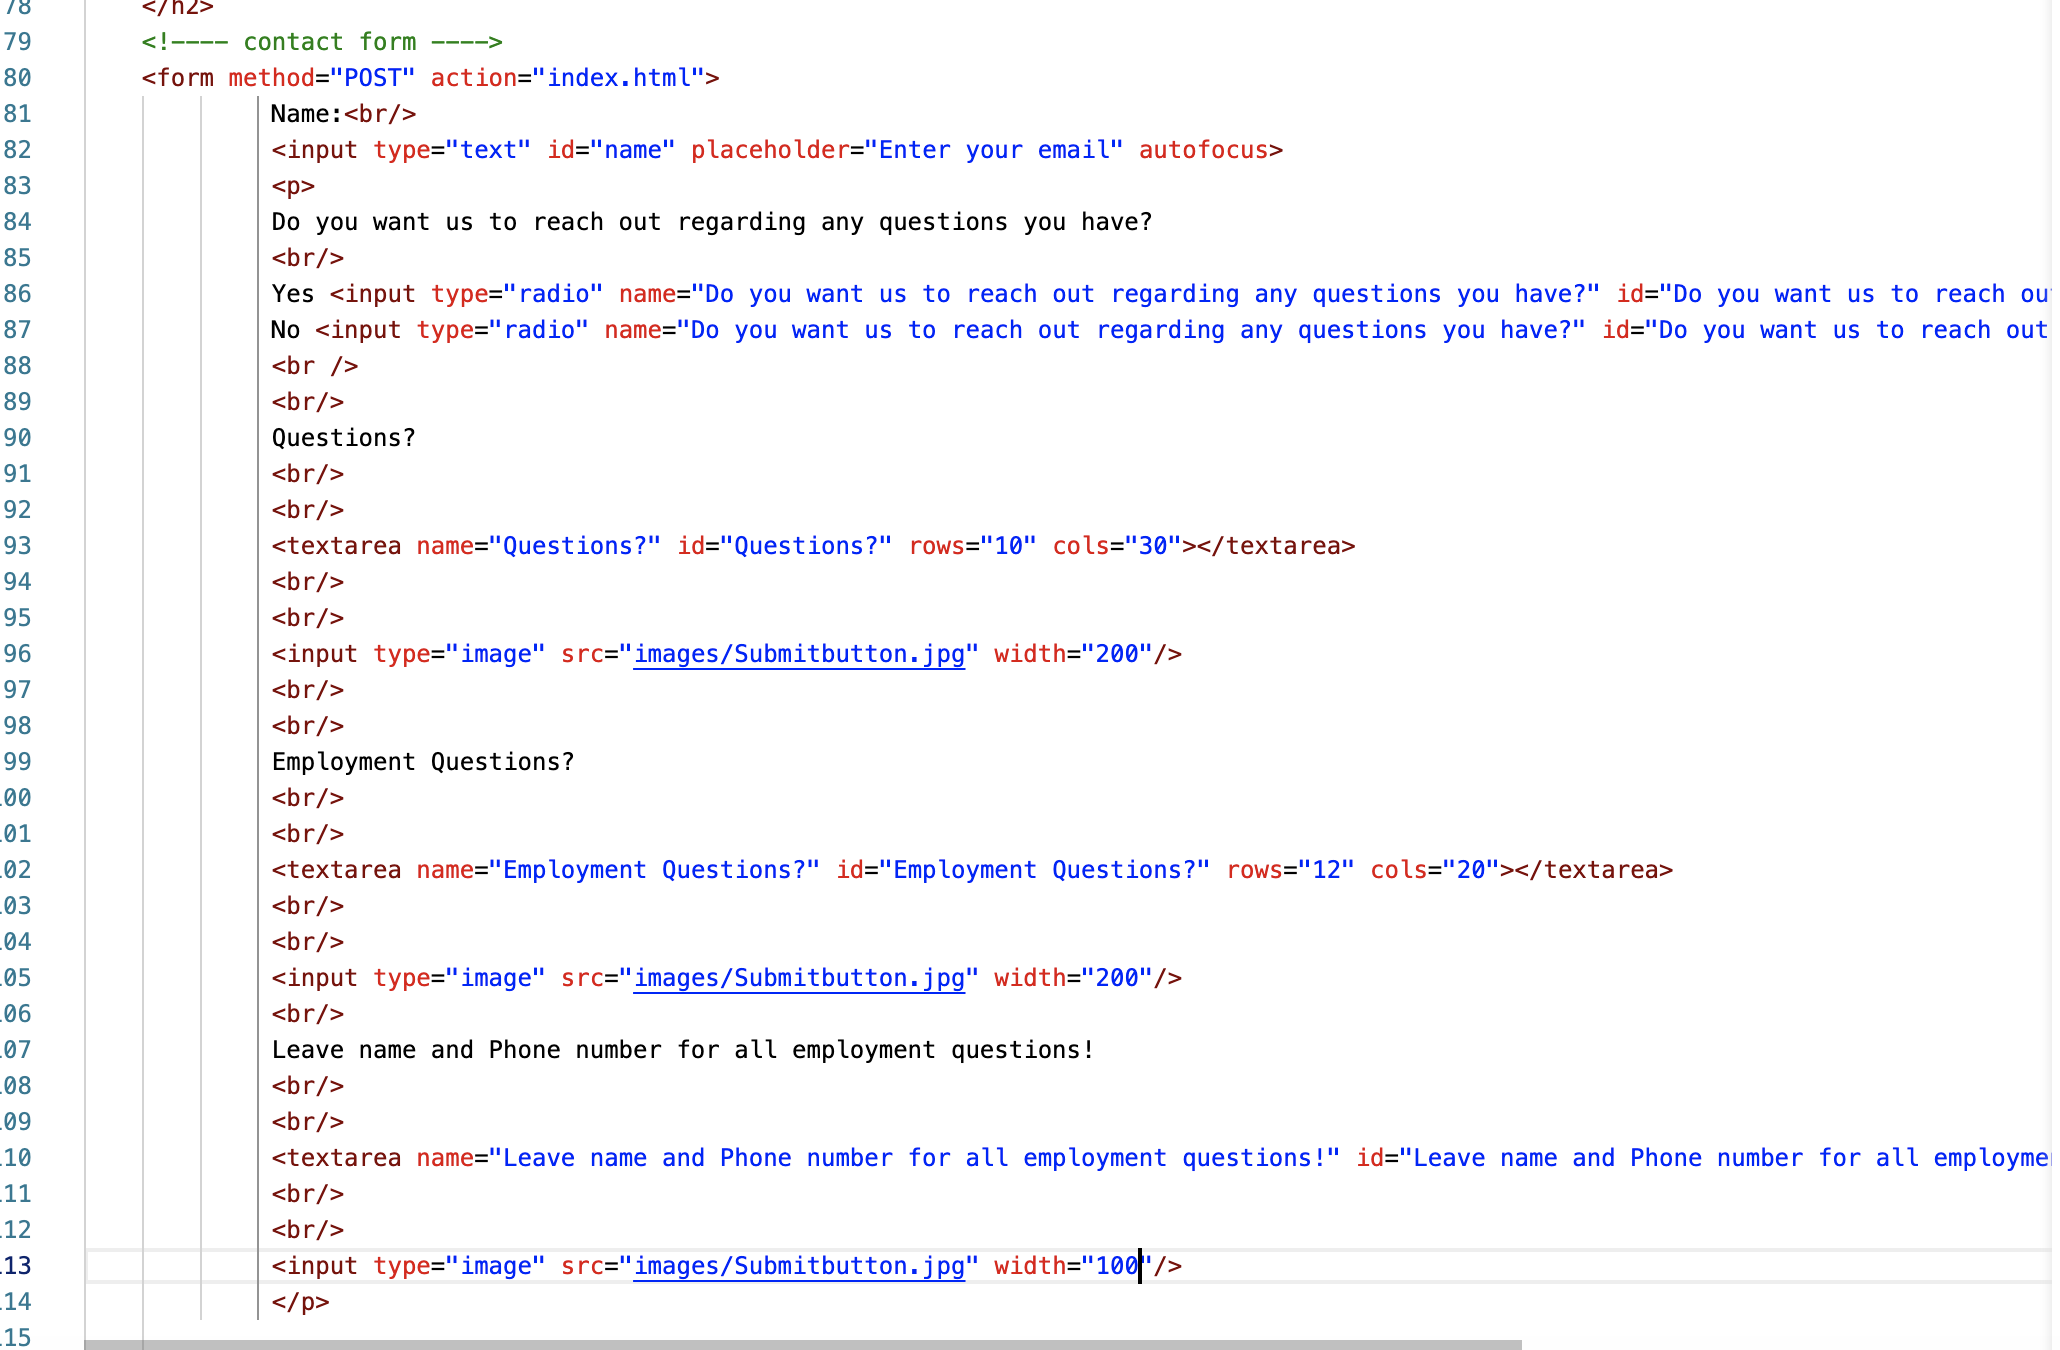 78 </h2>
79 <!---- contact form ---->
80 <form method="POST" action="index.html">
81 Name:<br/>
82 <input type="text" id="name" placeholder="Enter your email" autofocus>
83 <p>
84 Do you want us to reach out regarding any questions you have?
85 <br/>
86 Yes <input type="radio" name="Do you want us to reach out regarding any questions you have?" id="Do you want us to reach ou
87 No <input type="radio" name="Do you want us to reach out regarding any questions you have?" id="Do you want us to reach out
88 <br />
89 <br/>
90 Questions?
91 <br/>
92 <br/>
93 <textarea name="Questions?" id="Questions?" rows="10" cols="30"></textarea>
94 <br/>
95 <br/>
96 <input type="image" src="images/Submitbutton.jpg" width="200"/>
97 <br/>
98 <br/>
99 Employment Questions?
00 <br/>
01 <br/>
02 <textarea name="Employment Questions?" id="Employment Questions?" rows="12" cols="20"></textarea>
03 <br/>
04 <br/>
05 <input type="image" src="images/Submitbutton.jpg" width="200"/>
06 <br/>
07 Leave name and Phone number for all employment questions!
08 <br/>
09 <br/>
10 <textarea name="Leave name and Phone number for all employment questions!" id="Leave name and Phone number for all employme
11 <br/>
12 <br/>
13 <input type="image" src="images/Submitbutton.jpg" width="100"/>
14 </p>
15